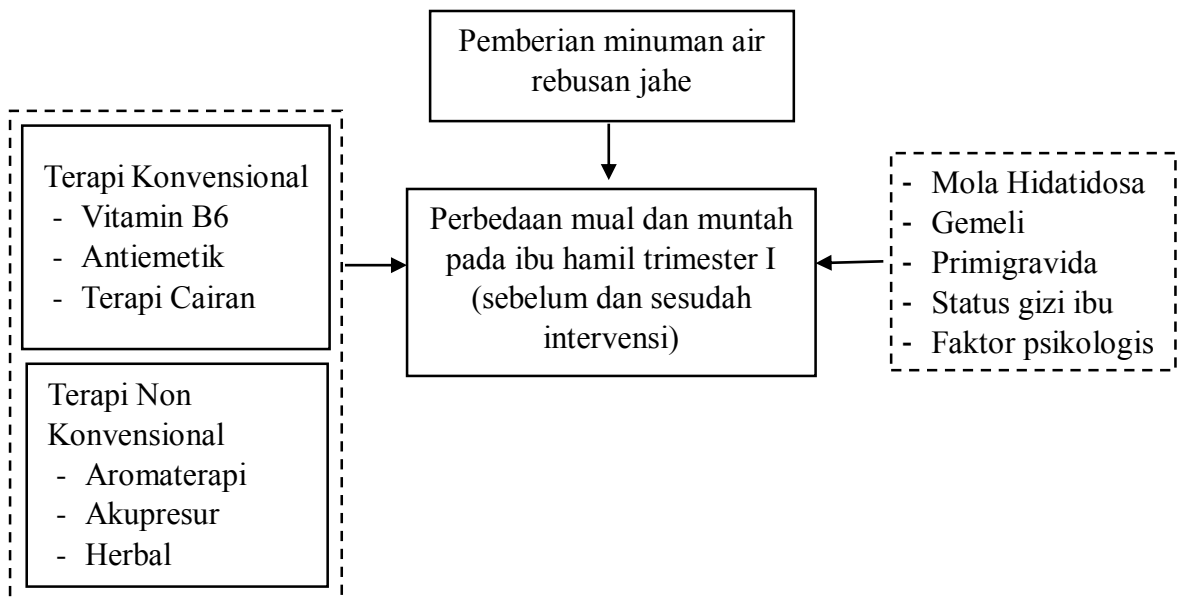 Pemberian minuman air
rebusan jahe
Terapi Konvensional
- Vitamin B6
- Antiemetik
- Terapi Cairan
Terapi Non
Konvensional
- Aromaterapi
- Akupresur
- Herbal
Perbedaan mual dan muntah
pada ibu hamil trimester I
(sebelum dan sesudah
intervensi)
- Mola Hidatidosa
- Gemeli
- Primigravida
- Status gizi ibu
- Faktor psikologis